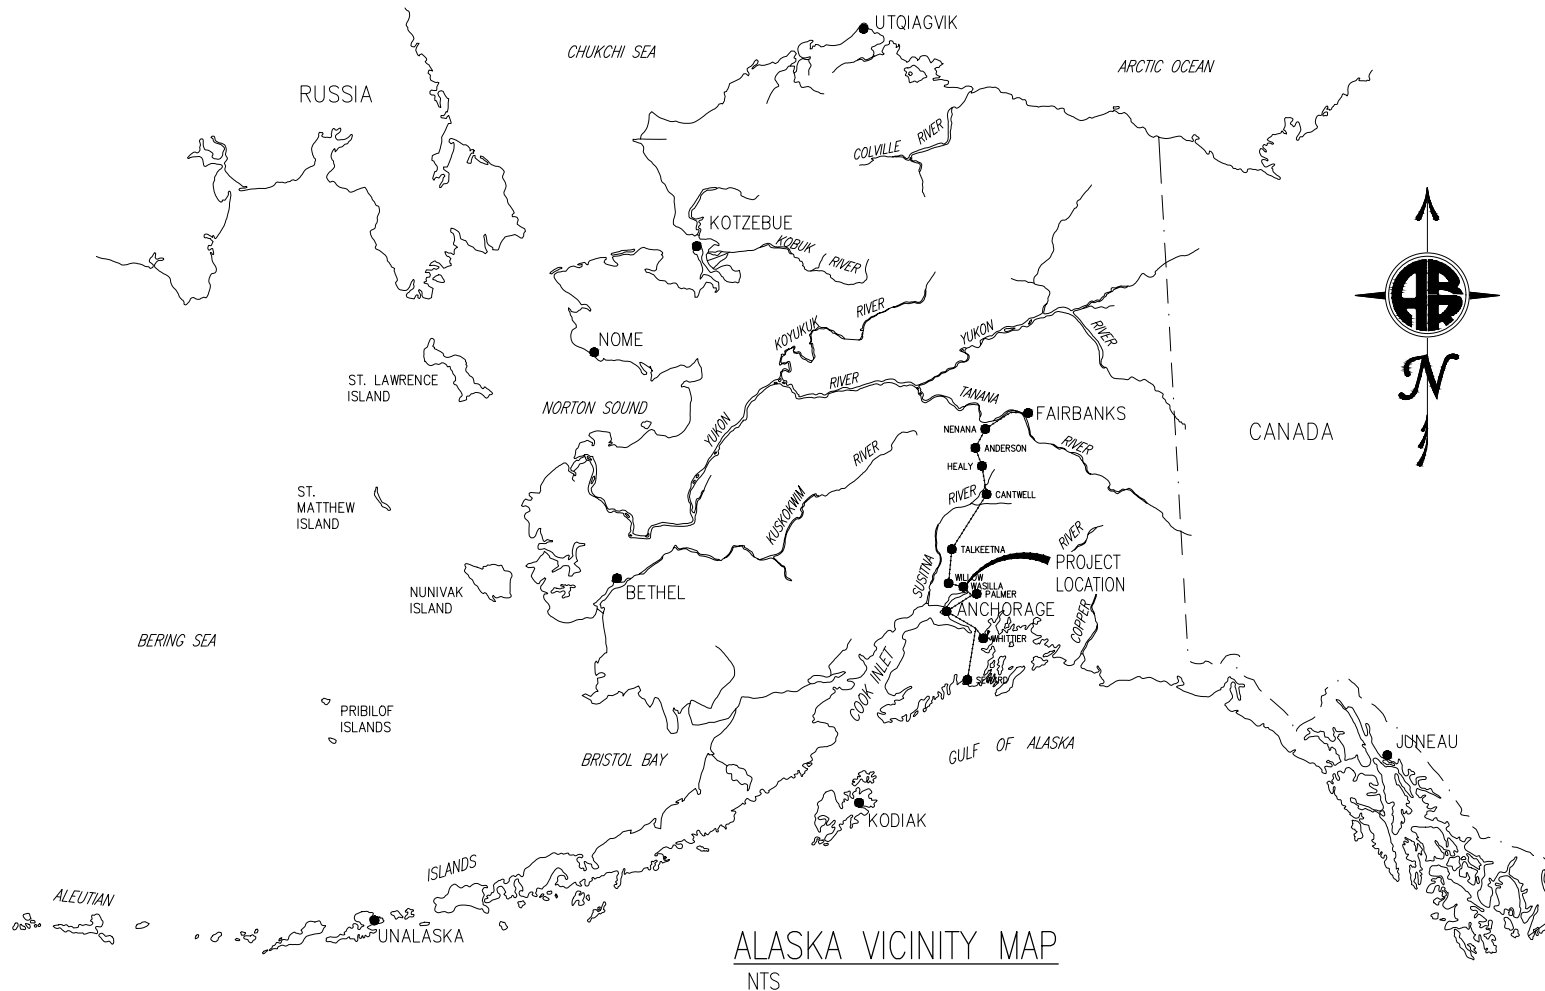 UTQIAGVIK
CHUKCHI SEA
ARCTIC OCEAN
RUSSIA
COLVILLE RIVER
KOTZEBUE
KOBUK RIVER
KOYUKUK RIVER
NOME
YUKON
RIVER
ST. LAWRENCE
ISLAND
RIVER
TANANA
NORTON SOUND
YUKON
FAIRBANKS
NENANA
CANADA
N
ANDERSON
RIVER
RIVER
HEALY
ST.
MATTHEW
ISLAND
KUSKOKWIM
RIVER
CANTWELL
RIVER
TALKEETNA
PROJECT
LOCATION
SUSITNA
WILLOW
WASILLA
PALMER
NUNIVAK
ISLAND
BETHEL
ANCHORAGE
COPPER
BERING SEA
WHITTIER
COOK INLET
SEWARD
PRIBILOF
ISLANDS
JUNEAU
BRISTOL BAY
GULF OF ALASKA
KODIAK
ALEUTIAN
ISLANDS
UNALASKA
ALASKA VICINITY MAP
NTS
ARR